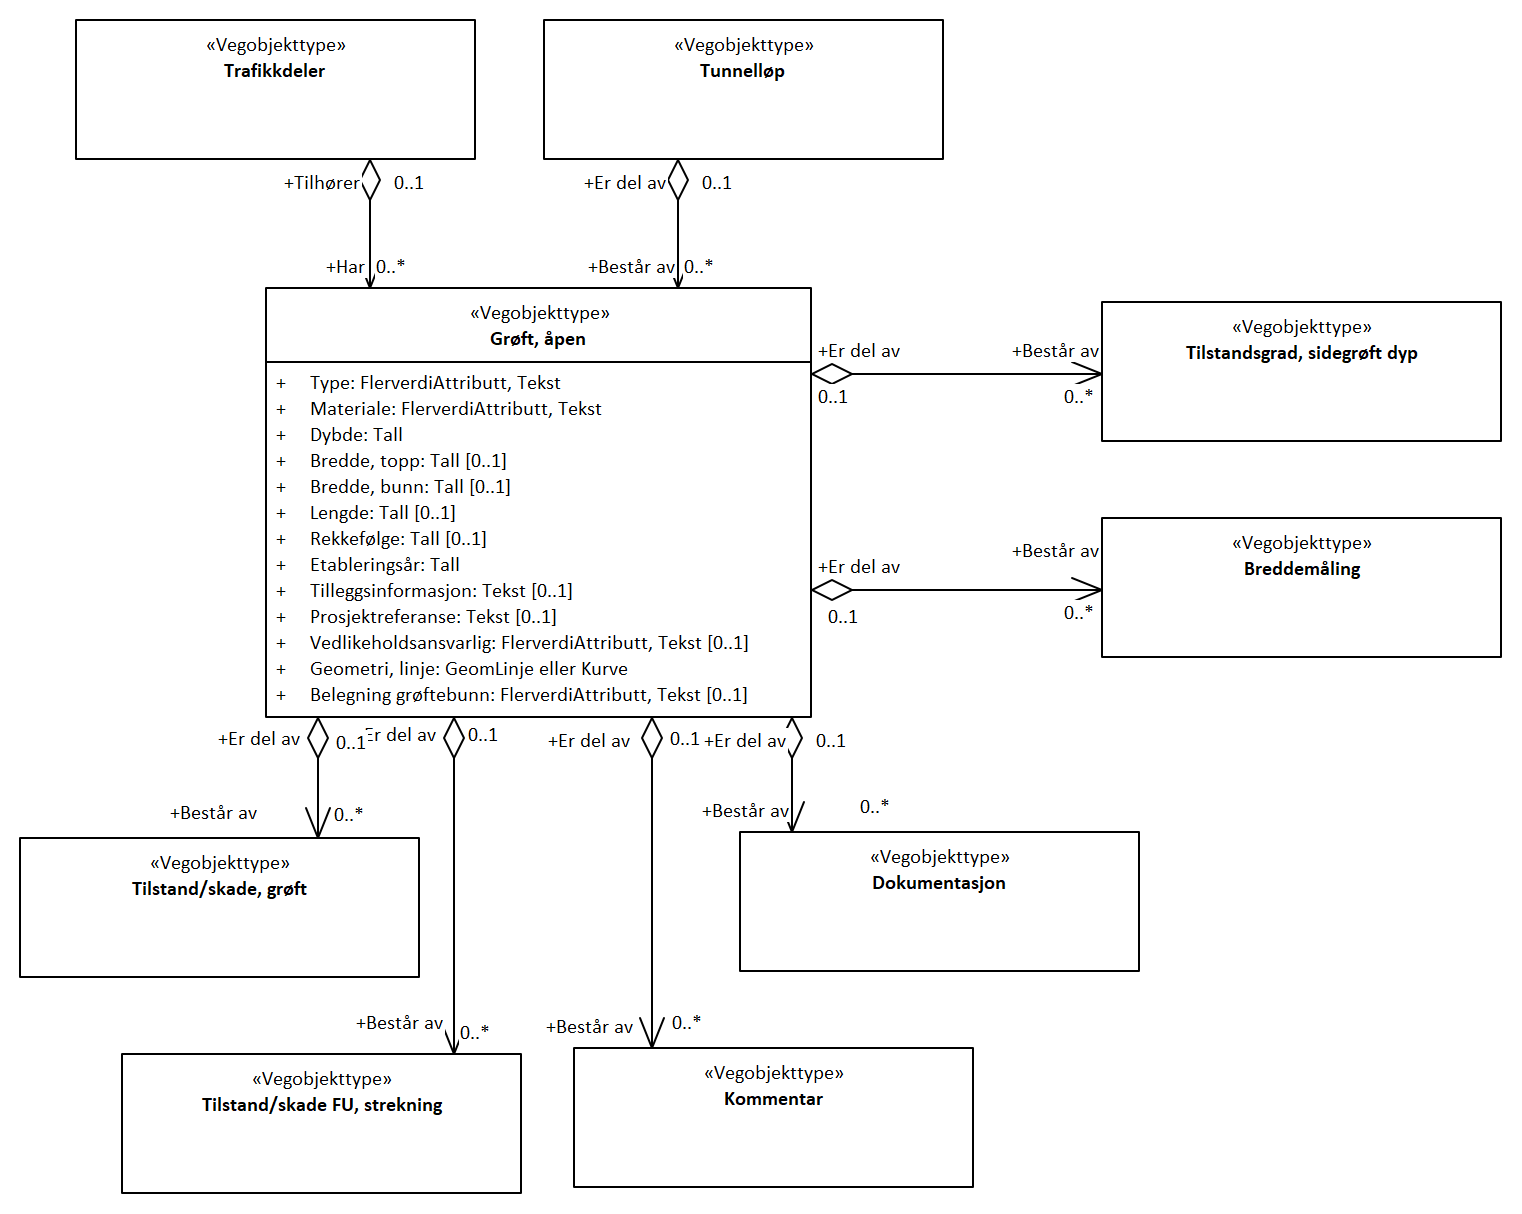 «Vegobjekttype»
Trafikkdeler
«Vegobjekttype»
Tunnelløp
+Tilhører
0..1
+Er del av
0..1
+Har
0..*
+Består av
0..*
«Vegobjekttype»
Grøft, åpen
+ Type: FlerverdiAttributt, Tekst
+ Materiale: FlerverdiAttributt, Tekst
+ Dybde: Tall
+ Bredde, topp: Tall [0..1]
+ Bredde, bunn: Tall [0..1]
+ Lengde: Tall [0..1]
+ Rekkefølge: Tall [0..1]
+ Etableringsår: Tall
+ Tilleggsinformasjon: Tekst [0..1]
+ Prosjektreferanse: Tekst [0..1]
+ Vedlikeholdsansvarlig: FlerverdiAttributt, Tekst [0..1]
+ Geometri, linje: GeomLinje eller Kurve
+ Belegning grøftebunn: FlerverdiAttributt, Tekst [0..1]
+Er del av
0..1
+Består av
0..*
«Vegobjekttype»
Tilstandsgrad, sidegrøft dyp
+Er del av
0..1
+Består av
0..*
«Vegobjekttype»
Breddemåling
+Er del av
0..1
Er del av
0..1
+Er del av
0..1
+Er del av
0..1
+Består av
0..*
+Består av
0..*
«Vegobjekttype»
Tilstand/skade, grøft
«Vegobjekttype»
Dokumentasjon
+Består av
0..*
+Består av
0..*
«Vegobjekttype»
Tilstand/skade FU, strekning
«Vegobjekttype»
Kommentar